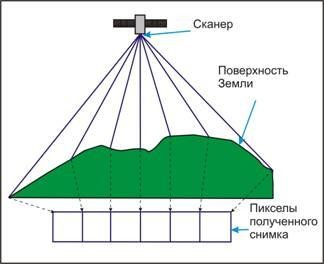 Сканер
Поверхность
Земли
Пикселы
полученного
снимка